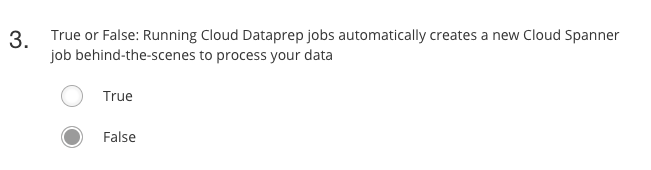 3. True or False: Running Cloud Dataprep jobs automatically creates a new Cloud Spanner
job behind-the-scenes to process your data
True
False